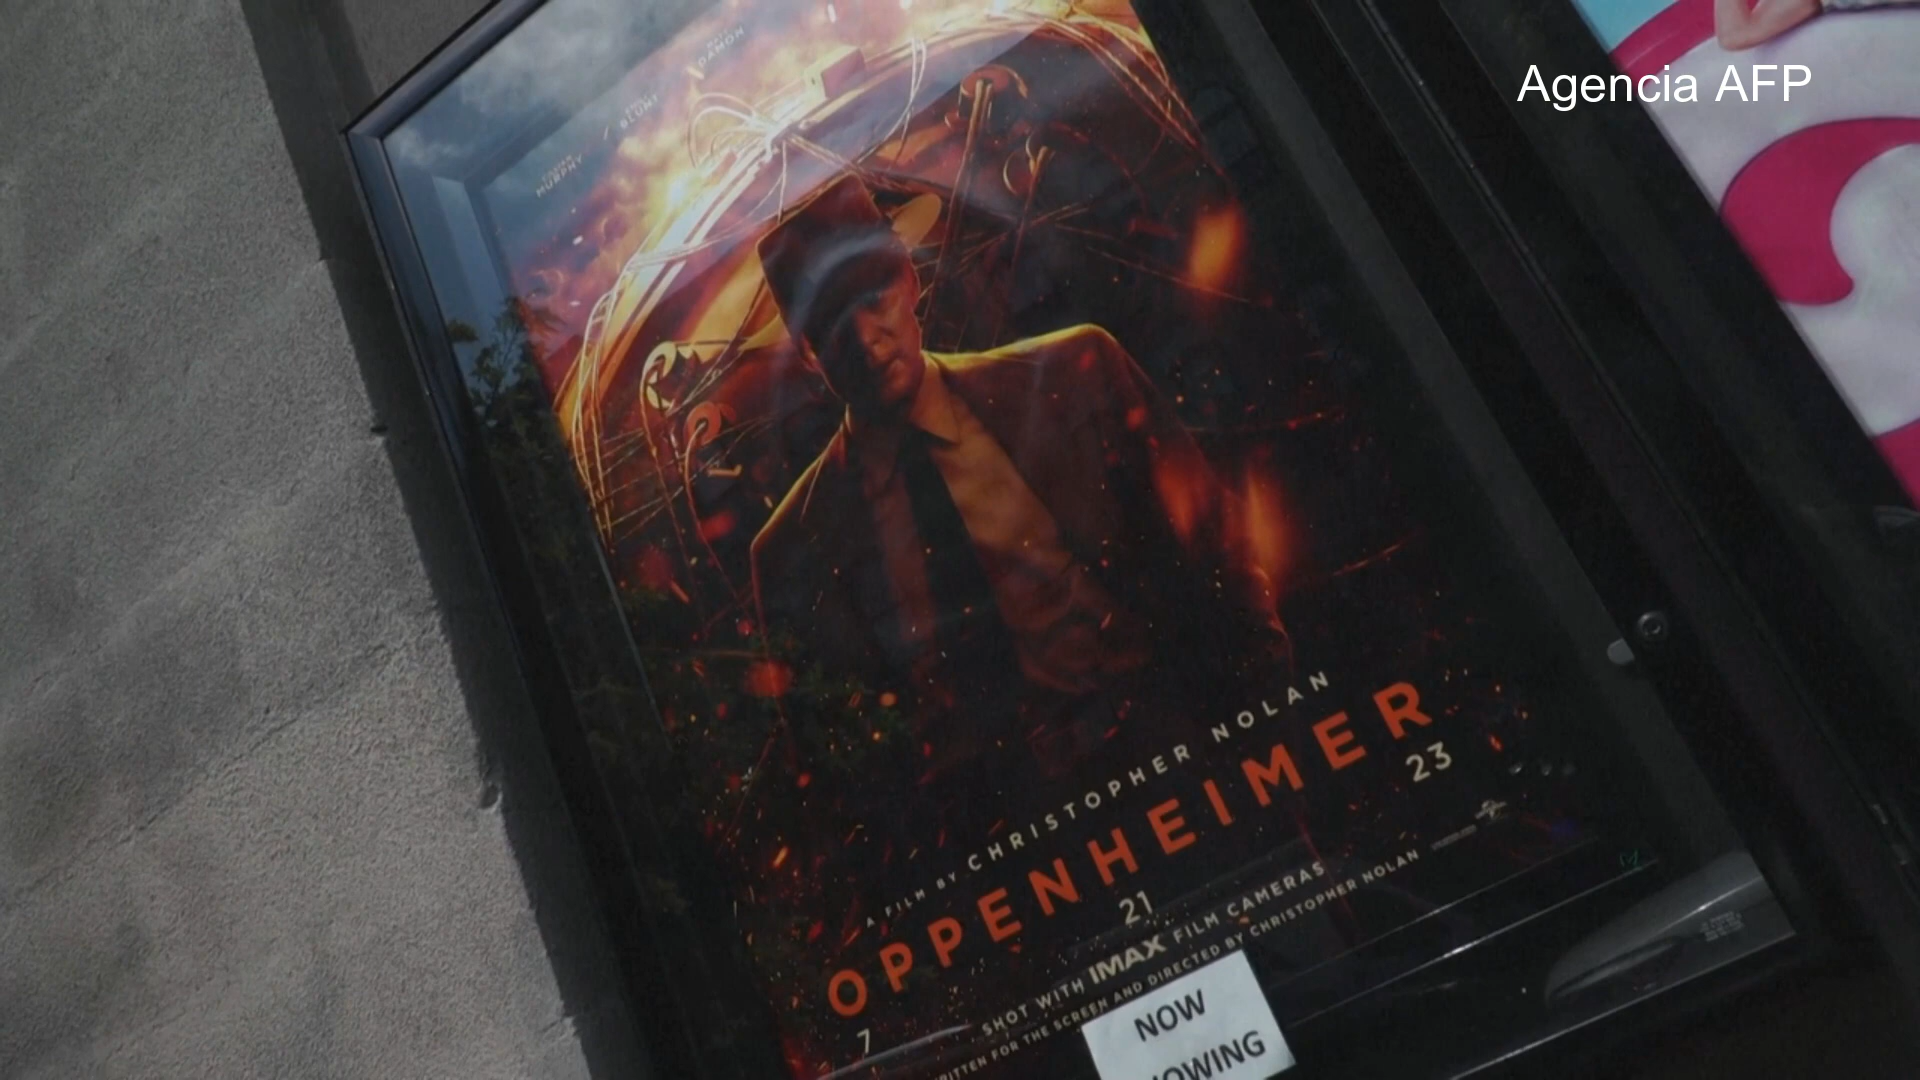 Agencia AFP
DAMON
BLUNT
MURPHY
A FILM BY CHRISTOPHER NOLAN
OPPENHEIMER
7 21 23
SHOT WITH IMAX FILM CAMERAS
WRITTEN FOR THE SCREEN AND DIRECTED BY CHRISTOPHER NOLAN
NOW